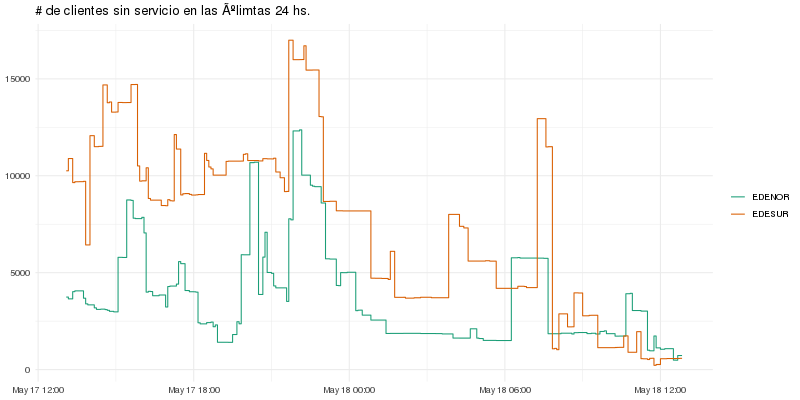 # de clientes sin servicio en las Ãºlimtas 24 hs.
15000
10000
5000
0
May 17 12:00
May 17 18:00
May 18 00:00
May 18 06:00
May 18 12:00
EDENOR
EDESUR